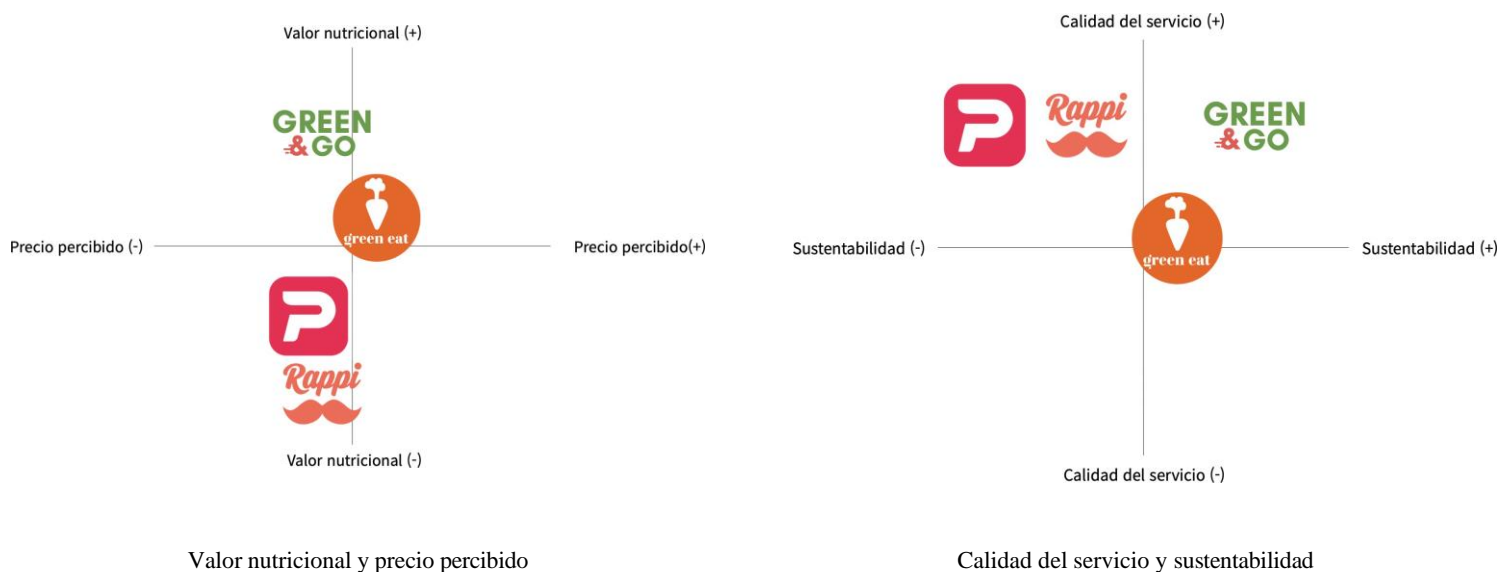 Valor nutricional (+)
GREEN
&GO
green eat
Precio percibido (-)
Precio percibido(+)
P
Rappi
Valor nutricional (-)
Valor nutricional y precio percibido
Calidad del servicio (+)
P
Rappi
GREEN
&GO
Sustentabilidad (-)
green eat
Sustentabilidad (+)
Calidad del servicio (-)
Calidad del servicio y sustentabilidad